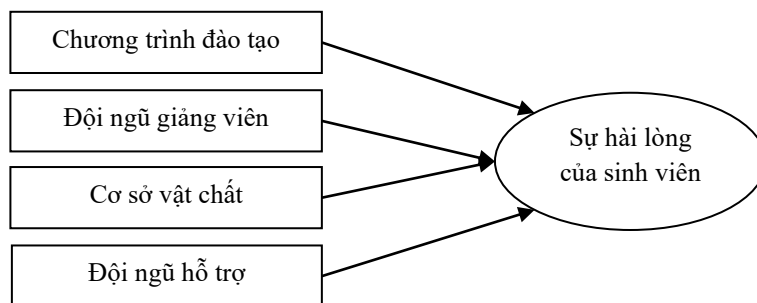 Chương trình đào tạo
Đội ngũ giảng viên
Cơ sở vật chất
Đội ngũ hỗ trợ
Sự hài lòng
của sinh viên